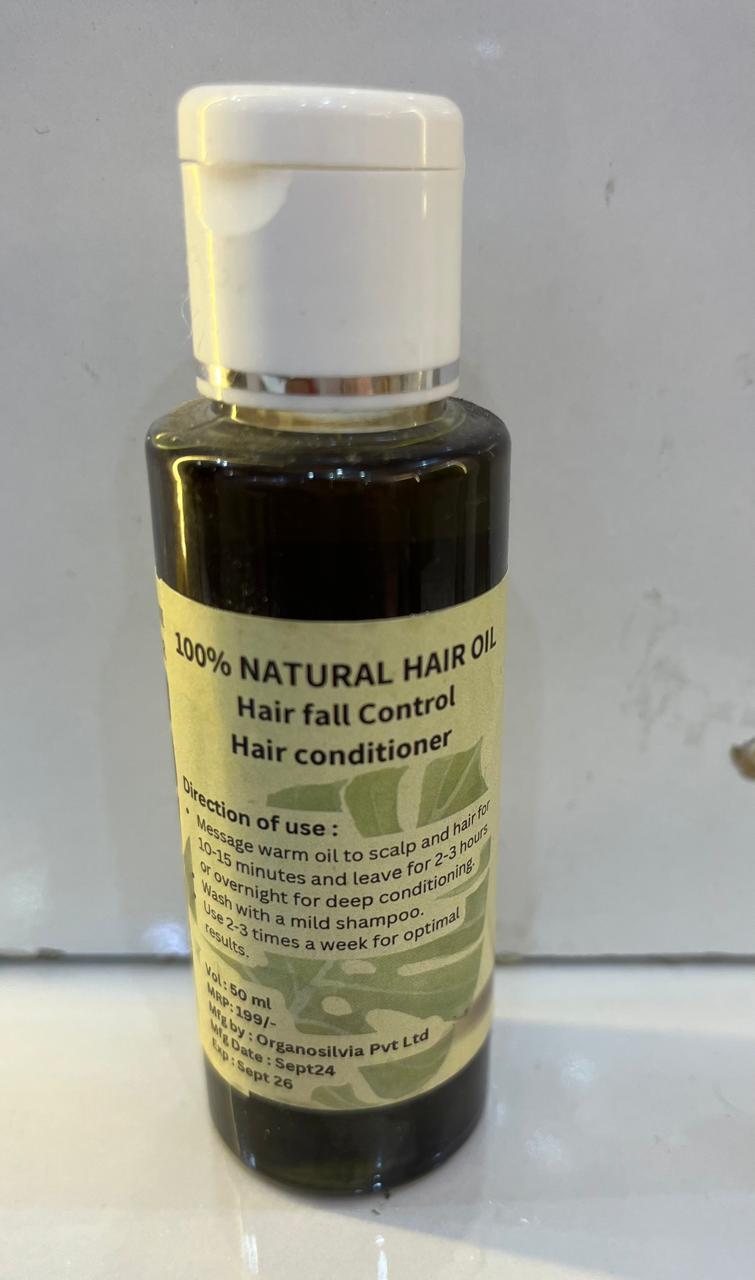 100% NATURAL HAIR OIL
Hair fall Control
Hair conditioner
Direction of use :
• Message warm oil to scalp and hair for
10-15 minutes and leave for 2-3 hours
or overnight for deep conditioning.
• Wash with a mild shampoo.
• Use 2-3 times a week for optimal
results.
Vol : 50 ml
MRP: 199/-
Mfg by : Organosilvia Pvt Ltd
Mfg Date : Sept24
Exp : Sept 26